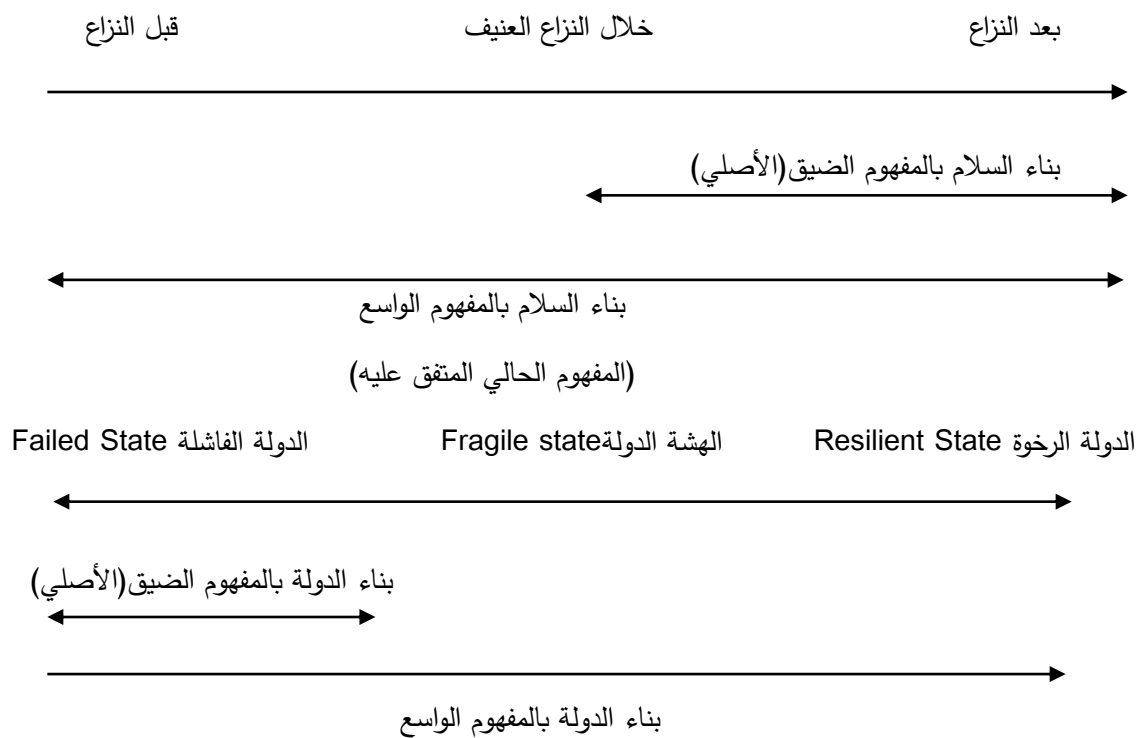 قبل النزاع خلال النزاع العنيف بعد النزاع
بناء السلام بالمفهوم الضيق(الأصلي)
بناء السلام بالمفهوم الواسع
(المفهوم الحالي المتفق عليه)
الدولة الفاشلة Failed State الهشة الدولةFragile state الدولة الرخوة Resilient State
بناء الدولة بالمفهوم الضيق(الأصلي)
بناء الدولة بالمفهوم الواسع